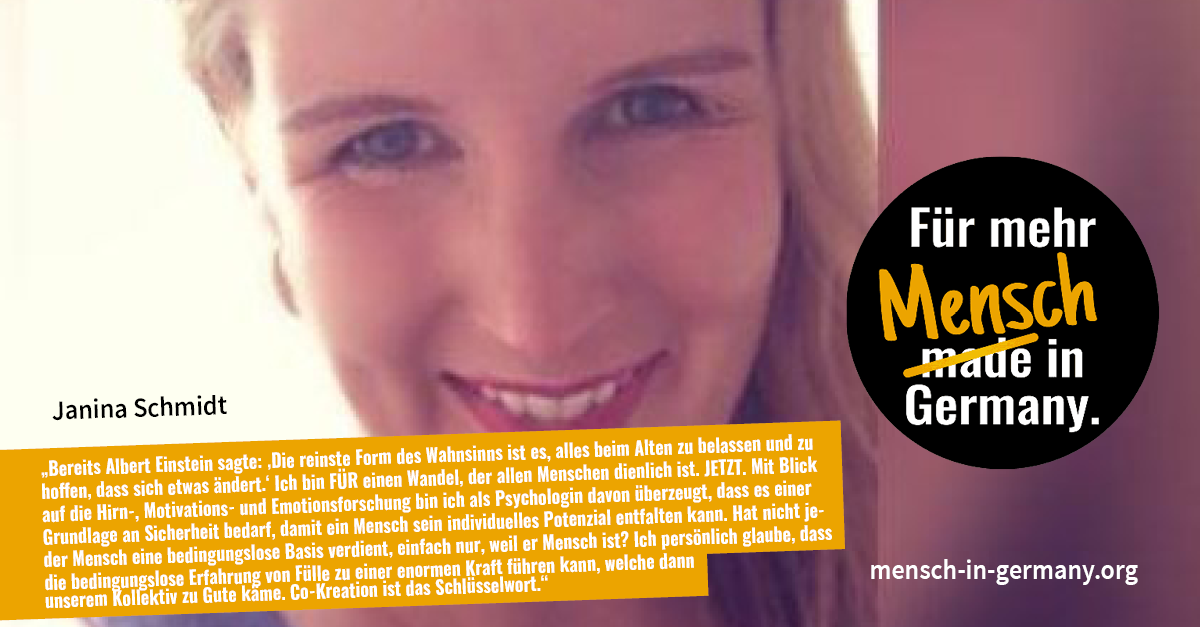 Janina Schmidt
„Bereits Albert Einstein sagte: ‚Die reinste Form des Wahnsinns ist es, alles beim Alten zu belassen und zu
hoffen, dass sich etwas ändert.‘ Ich bin FÜR einen Wandel, der allen Menschen dienlich ist. JETZT. Mit Blick
auf die Hirn-, Motivations- und Emotionsforschung bin ich als Psychologin davon überzeugt, dass es einer
Grundlage an Sicherheit bedarf, damit ein Mensch sein individuelles Potenzial entfalten kann. Hat nicht je-
der Mensch eine bedingungslose Basis verdient, einfach nur, weil er Mensch ist? Ich persönlich glaube, dass
die bedingungslose Erfahrung von Fülle zu einer enormen Kraft führen kann, welche dann
unserem Kollektiv zu Gute käme. Co-Kreation ist das Schlüsselwort.“
Für mehr
Mensch
made in
Germany.
mensch-in-germany.org